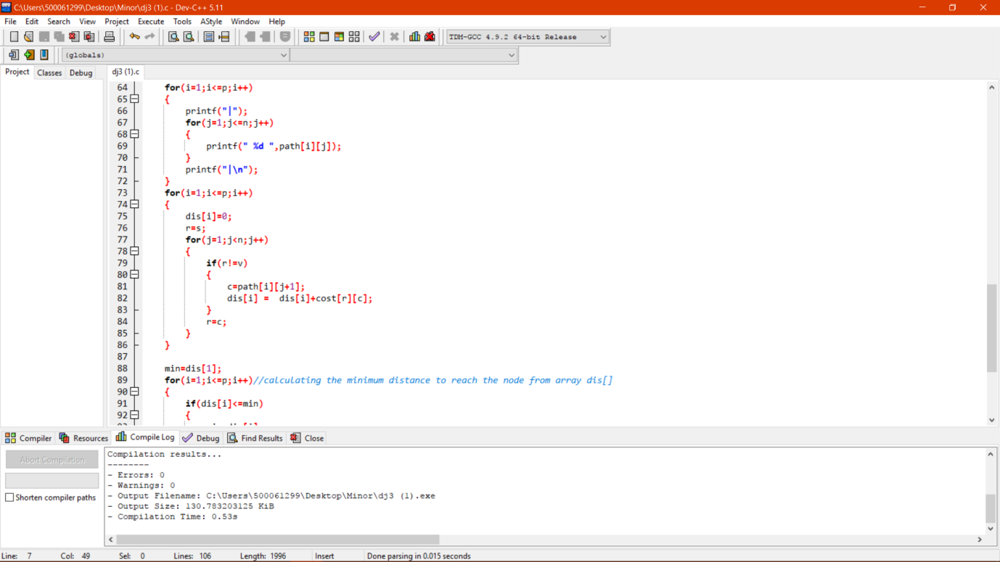 C:\Users\500061299\Desktop\Minor\dj3 (1).c - Dev-C++ 5.11
File Edit Search View Project Execute Tools AStyle Window Help
TDM-GCC 4.9.2 64-bit Release
(globals)
Project Classes Debug dj3 (1).c
64 for(i=1;i<=p;i++)
65 {
66 printf("|");
67 for(j=1;j<=n;j++)
68 {
69 printf(" %d ",path[i][j]);
70 }
71 printf("|\n");
72 }
73 for(i=1;i<=p;i++)
74 {
75 dis[i]=0;
76 r=s;
77 for(j=1;j<n;j++)
78 {
79 if(r!=v)
80 {
81 c=path[i][j+1];
82 dis[i] =  dis[i]+cost[r][c];
83 }
84 r=c;
85 }
86 }
87
88 min=dis[1];
89 for(i=1;i<=p;i++)//calculating the minimum distance to reach the node from array dis[]
90 {
91 if(dis[i]<=min)
92 {
Compiler Resources Compile Log Debug Find Results Close
Abort Compilation
Shorten compiler paths
Compilation results...
--------
- Errors: 0
- Warnings: 0
- Output Filename: C:\Users\500061299\Desktop\Minor\dj3 (1).exe
- Output Size: 130.783203125 KiB
- Compilation Time: 0.53s
Line: 7 Col: 49 Sel: 0 Lines: 106 Length: 1996 Insert Done parsing in 0.015 seconds